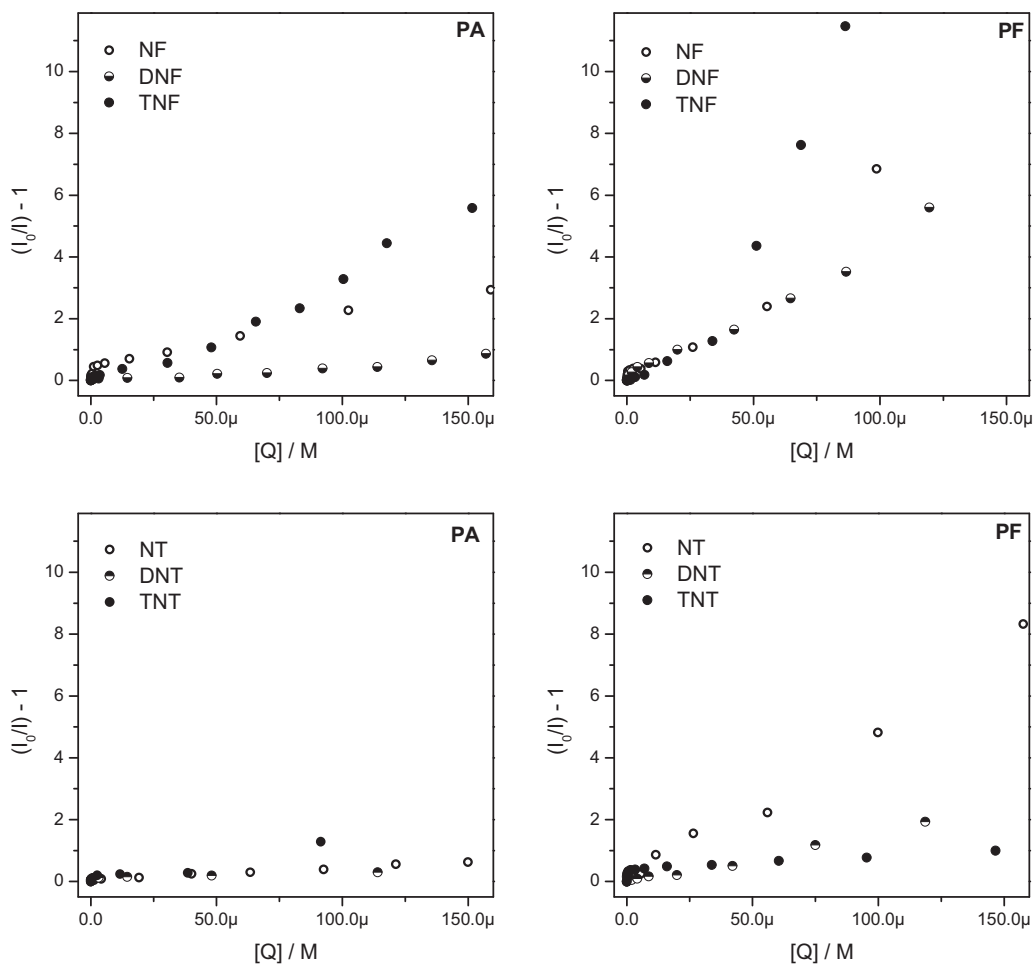 PA
NF
DNF
TNF
(I₀/I) - 1
10
8
6
4
2
0
0.0
50.0µ
100.0µ
150.0µ
[Q] / M
PF
NF
DNF
TNF
(I₀/I) - 1
10
8
6
4
2
0
0.0
50.0µ
100.0µ
150.0µ
[Q] / M
PA
NT
DNT
TNT
(I₀/I) - 1
10
8
6
4
2
0
0.0
50.0µ
100.0µ
150.0µ
[Q] / M
PF
NT
DNT
TNT
(I₀/I) - 1
10
8
6
4
2
0
0.0
50.0µ
100.0µ
150.0µ
[Q] / M